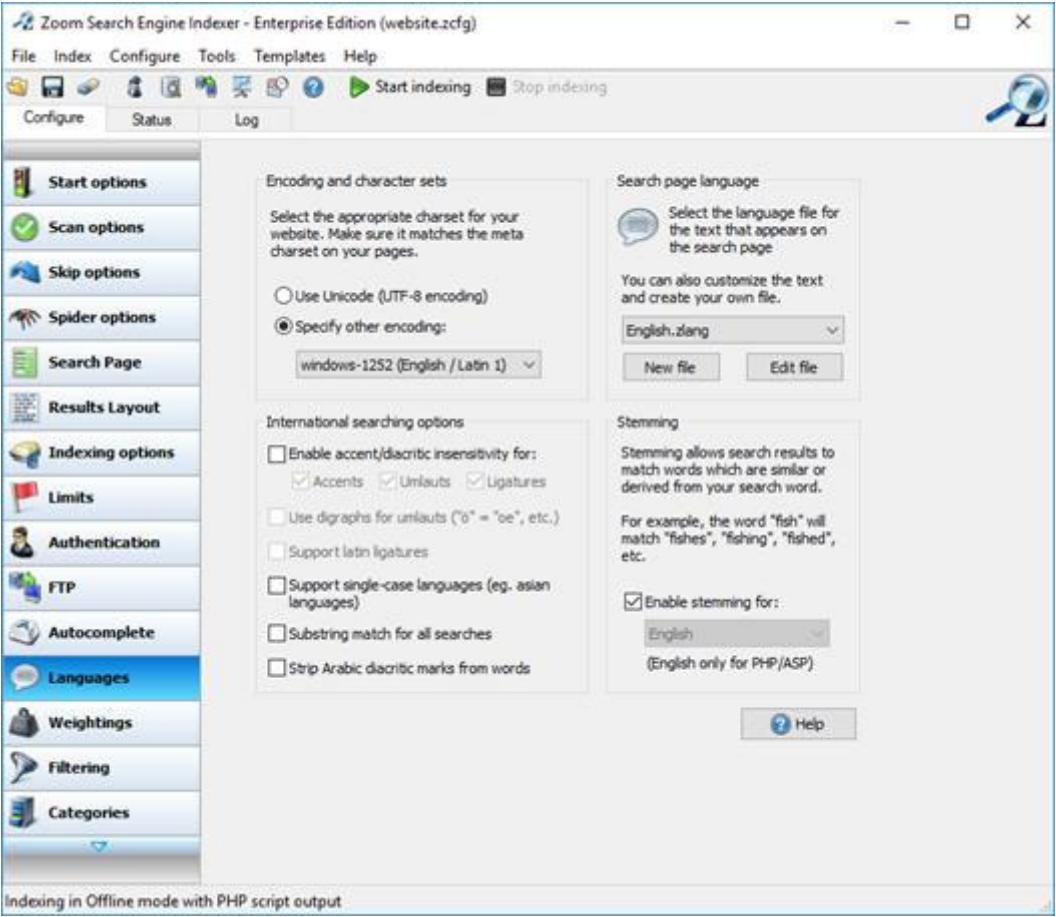 Zoom Search Engine Indexer - Enterprise Edition (website.zcfg)
File Index Configure Tools Templates Help
Start indexing Stop indexing
Configure Status Log
Start options
Scan options
Skip options
Spider options
Search Page
Results Layout
Indexing options
Limits
Authentication
FTP
Autocomplete
Languages
Weightings
Filtering
Categories
Encoding and character sets
Select the appropriate charset for your
website. Make sure it matches the meta
charset on your pages.
Use Unicode (UTF-8 encoding)
Specify other encoding:
windows-1252 (English / Latin 1)
Search page language
Select the language file for
the text that appears on
the search page
You can also customize the text
and create your own file.
English.zlang
New file Edit file
International searching options
Enable accent/diacritic insensitivity for:
Accents Umlauts Ligatures
Use digraphs for umlauts ("ö" = "oe", etc.)
Support latin ligatures
Support single-case languages (eg. asian
languages)
Substring match for all searches
Strip Arabic diacritic marks from words
Stemming
Stemming allows search results to
match words which are similar or
derived from your search word.
For example, the word "fish" will
match "fishes", "fishing", "fished",
etc.
Enable stemming for:
English
(English only for PHP/ASP)
Help
Indexing in Offline mode with PHP script output